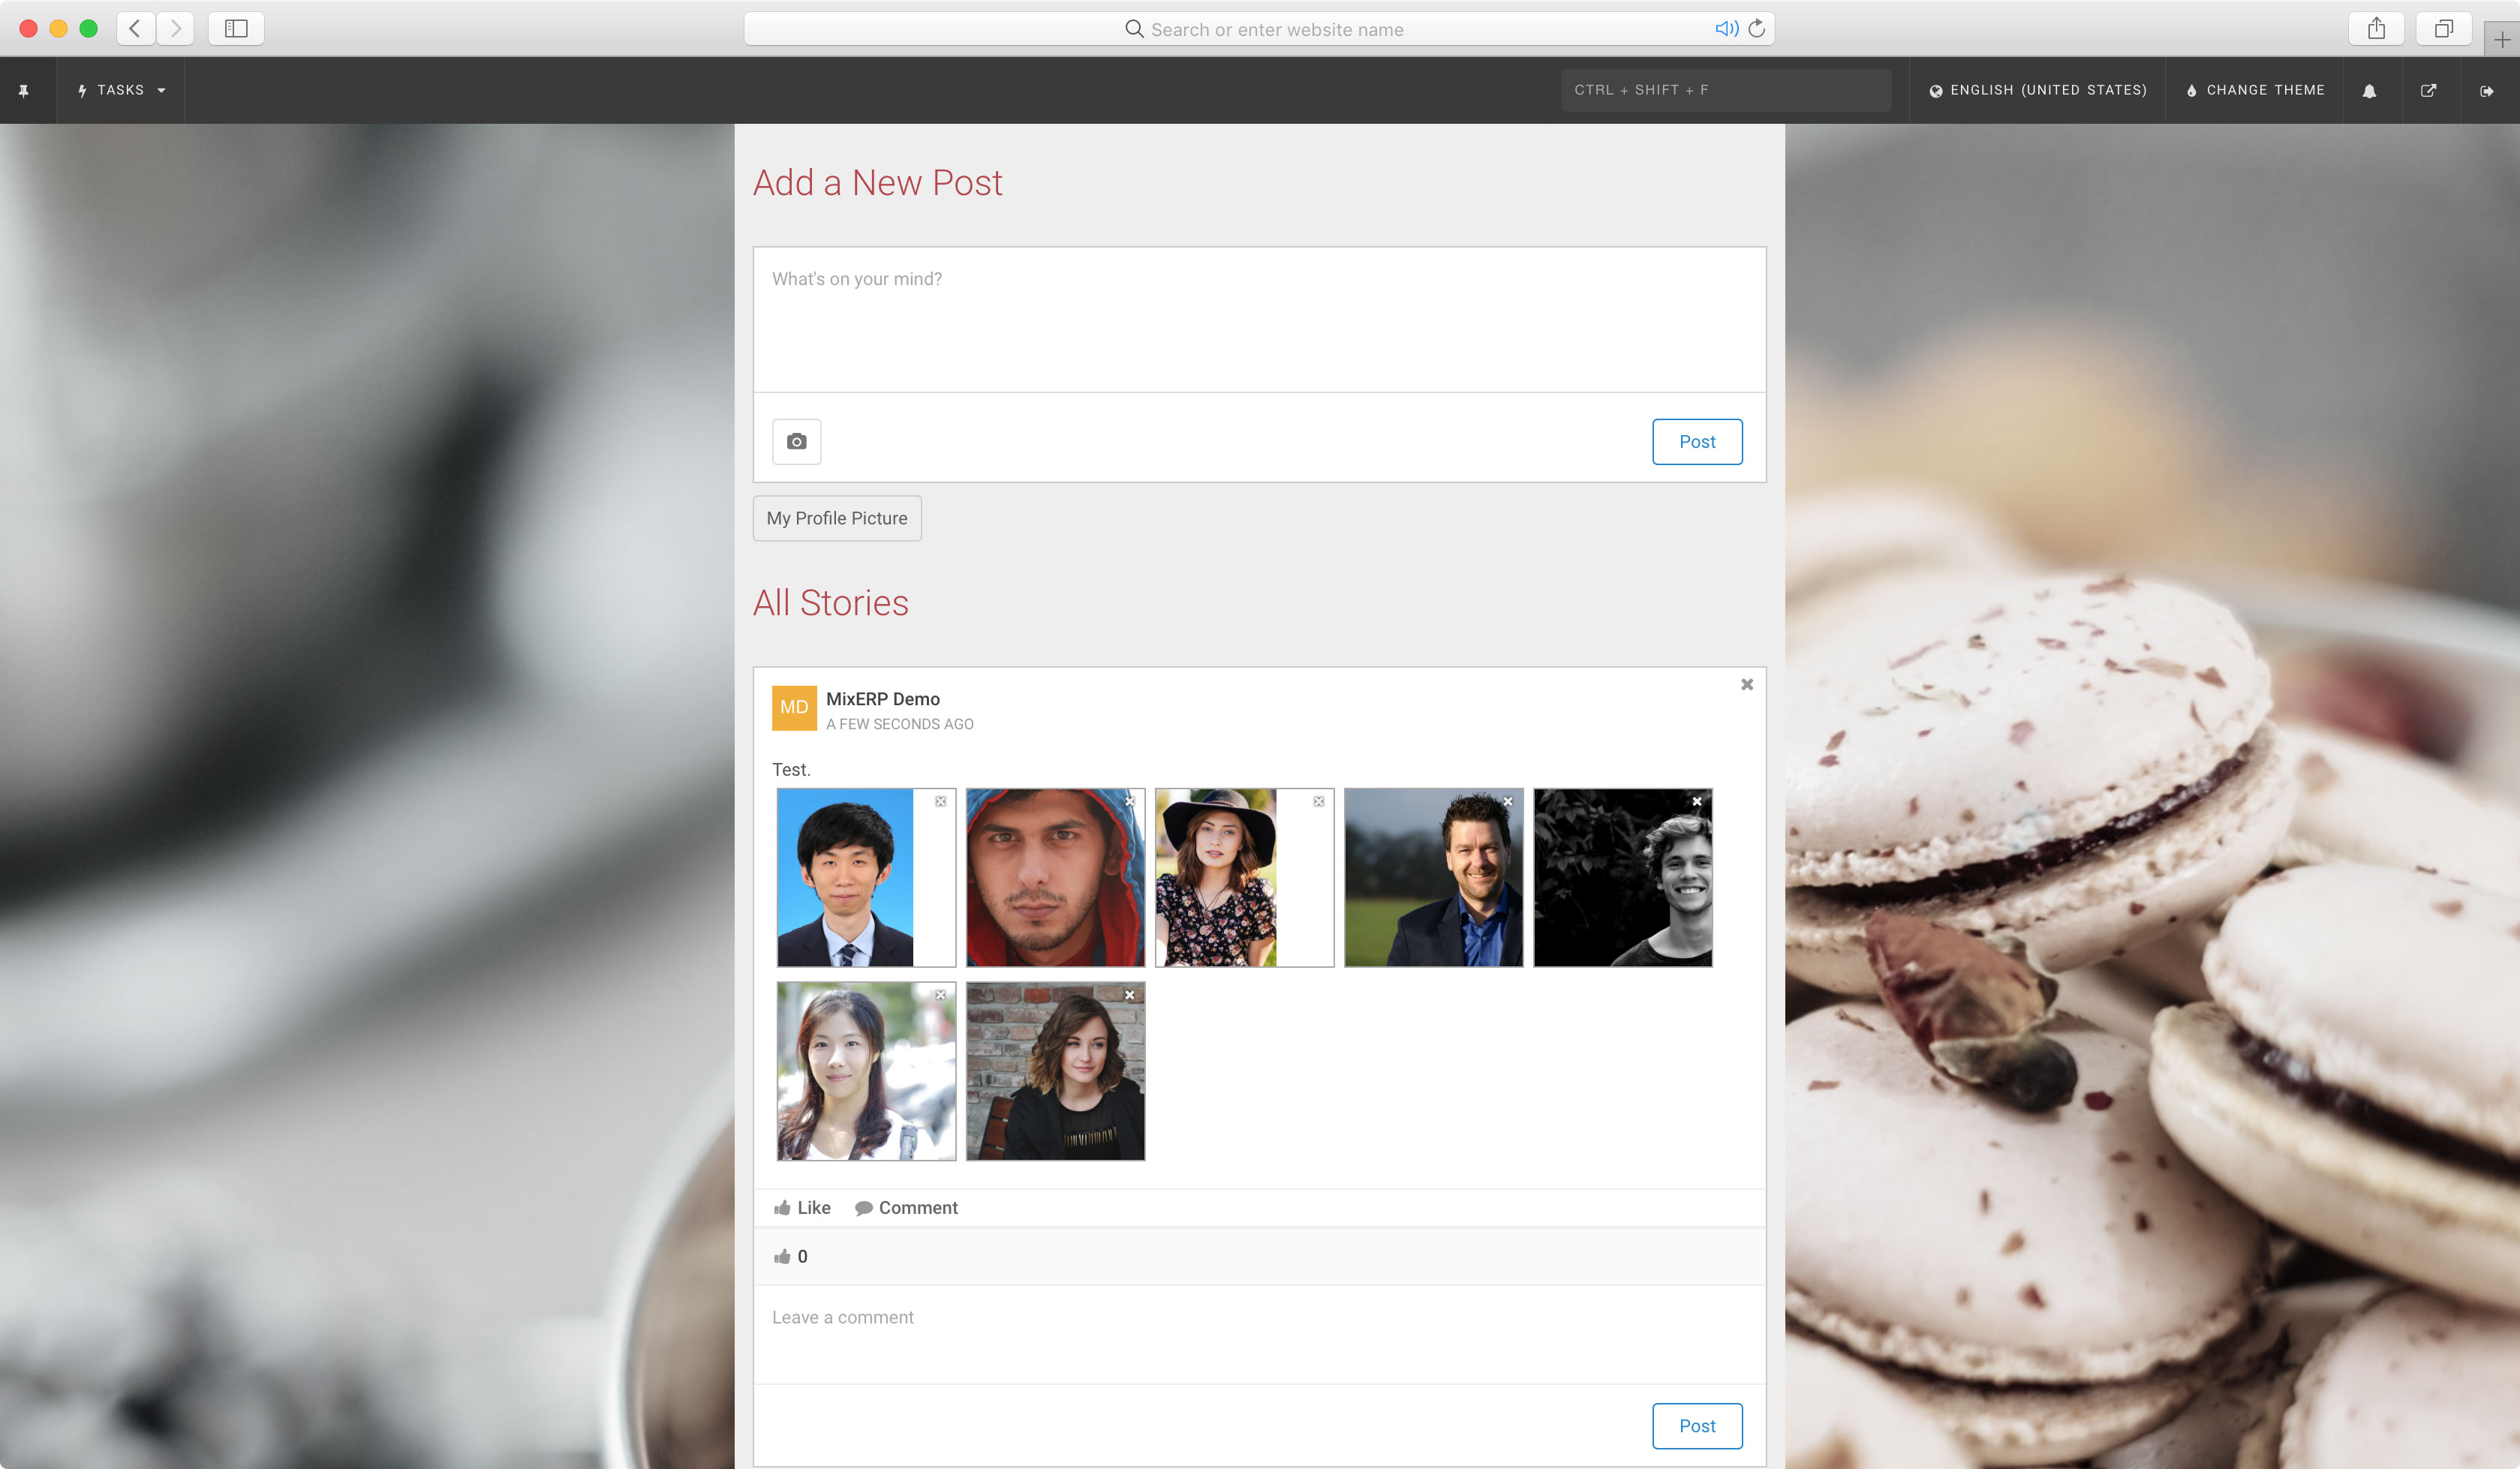 Search or enter website name
TASKS
CTRL + SHIFT + F
ENGLISH (UNITED STATES)
CHANGE THEME
Add a New Post
What's on your mind?
Post
My Profile Picture
All Stories
MD
MixERP Demo
A FEW SECONDS AGO
Test.
Like
Comment
0
Leave a comment
Post